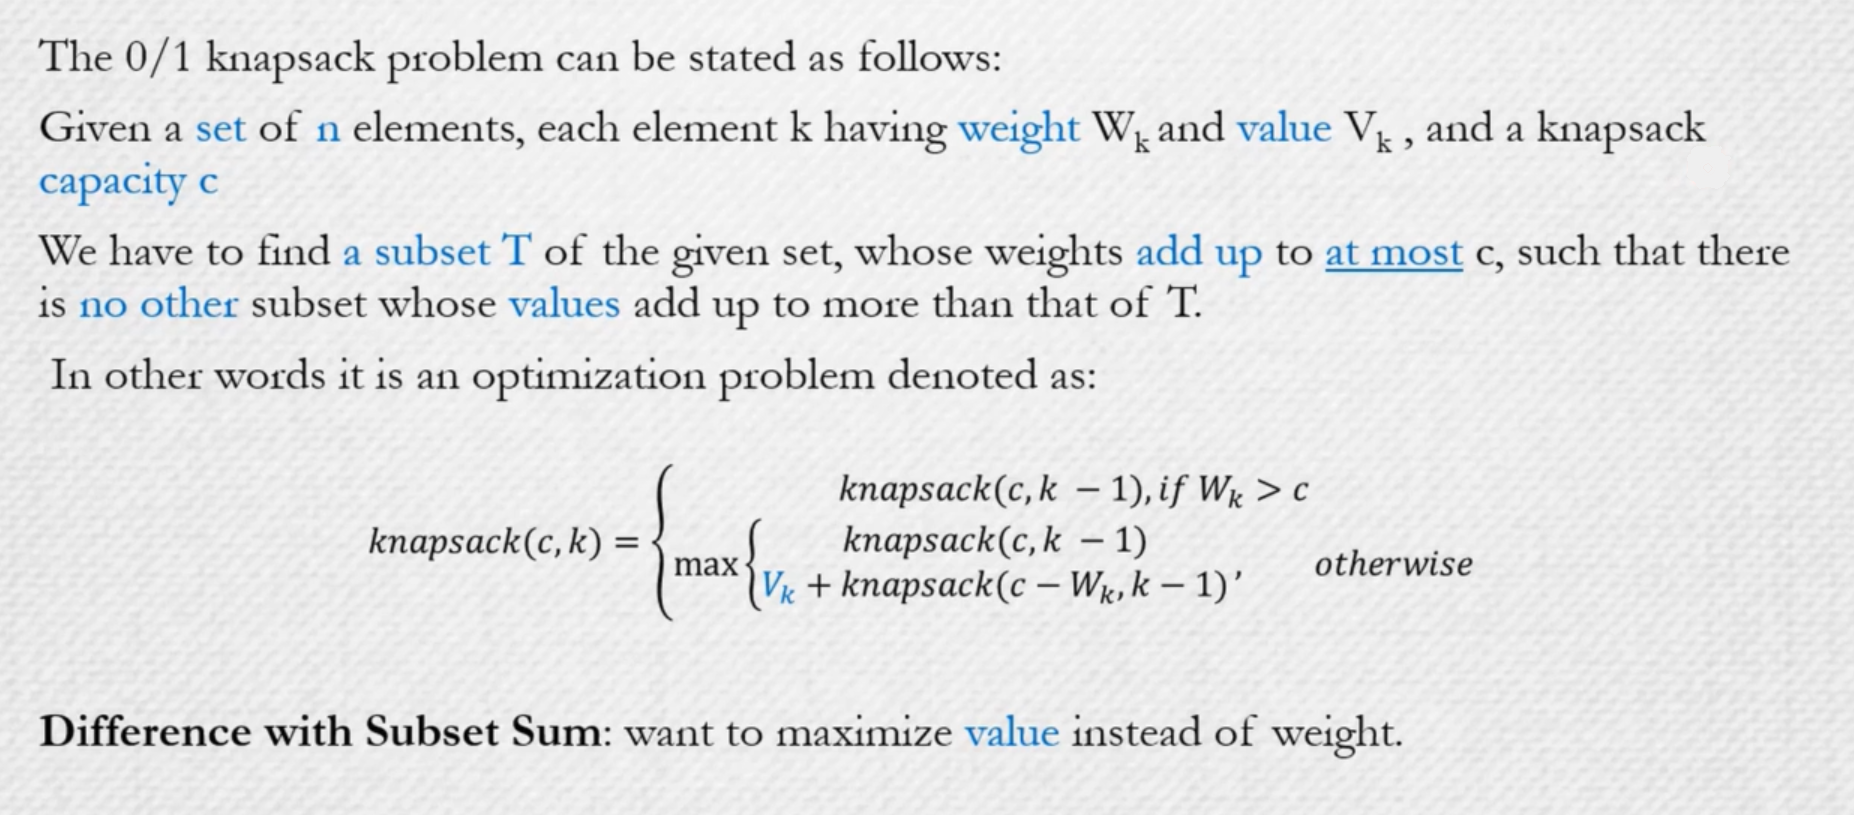 The 0/1 knapsack problem can be stated as follows:
Given a set of n elements, each element k having weight Wₖ and value Vₖ , and a knapsack
capacity c
We have to find a subset T of the given set, whose weights add up to at most c, such that there
is no other subset whose values add up to more than that of T.
In other words it is an optimization problem denoted as:
knapsack(c, k − 1), if Wₖ > c
knapsack(c, k) = { max { knapsack(c, k − 1)
Vₖ + knapsack(c − Wₖ, k − 1)′ otherwise
Difference with Subset Sum: want to maximize value instead of weight.